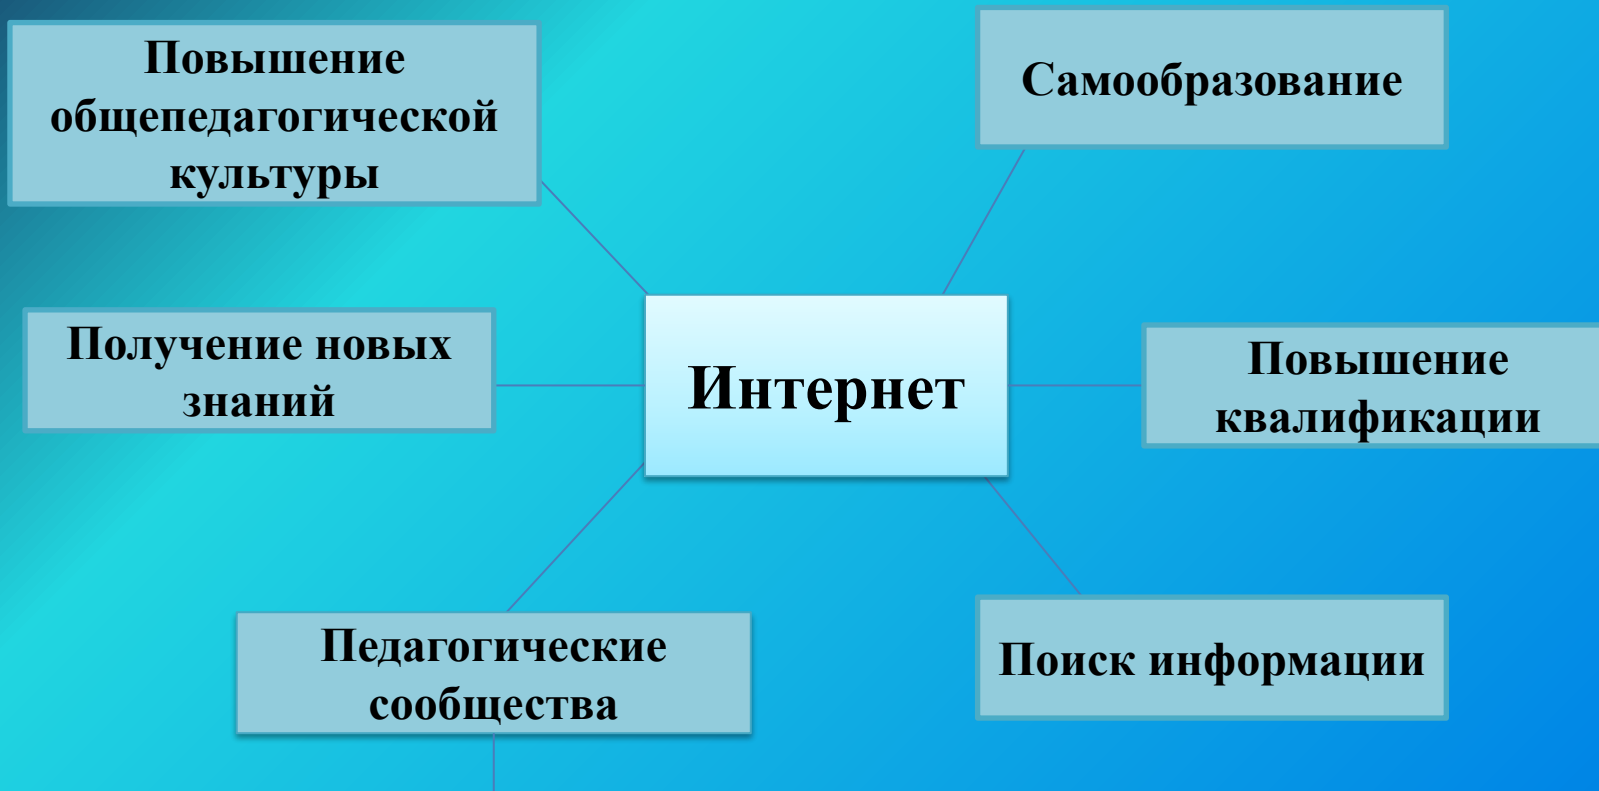 Повышение
общепедагогической
культуры
Самообразование
Получение новых
знаний
Интернет
Повышение
квалификации
Педагогические
сообщества
Поиск информации